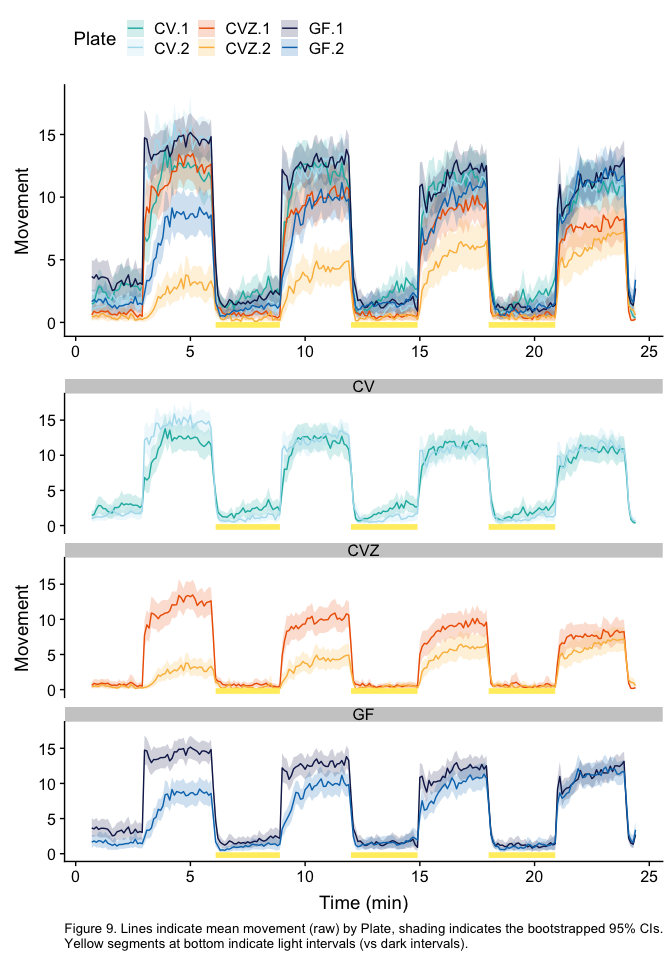 Plate
CV.1 CVZ.1 GF.1
CV.2 CVZ.2 GF.2
Movement
15
10
5
0
0 5 10 15 20 25
CV
15
10
5
0
CVZ
Movement
15
10
5
0
GF
15
10
5
0
0 5 10 15 20 25
Time (min)
Figure 9. Lines indicate mean movement (raw) by Plate, shading indicates the bootstrapped 95% CIs.
Yellow segments at bottom indicate light intervals (vs dark intervals).